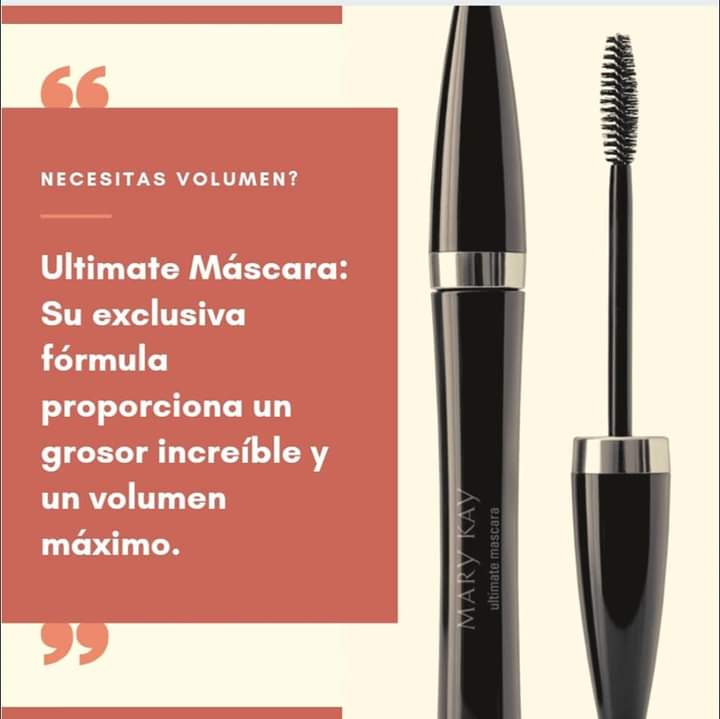 NECESITAS VOLUMEN?
Ultimate Máscara:
Su exclusiva
fórmula
proporciona un
grosor increíble y
un volumen
máximo.
MARY KAY
ultimate mascara